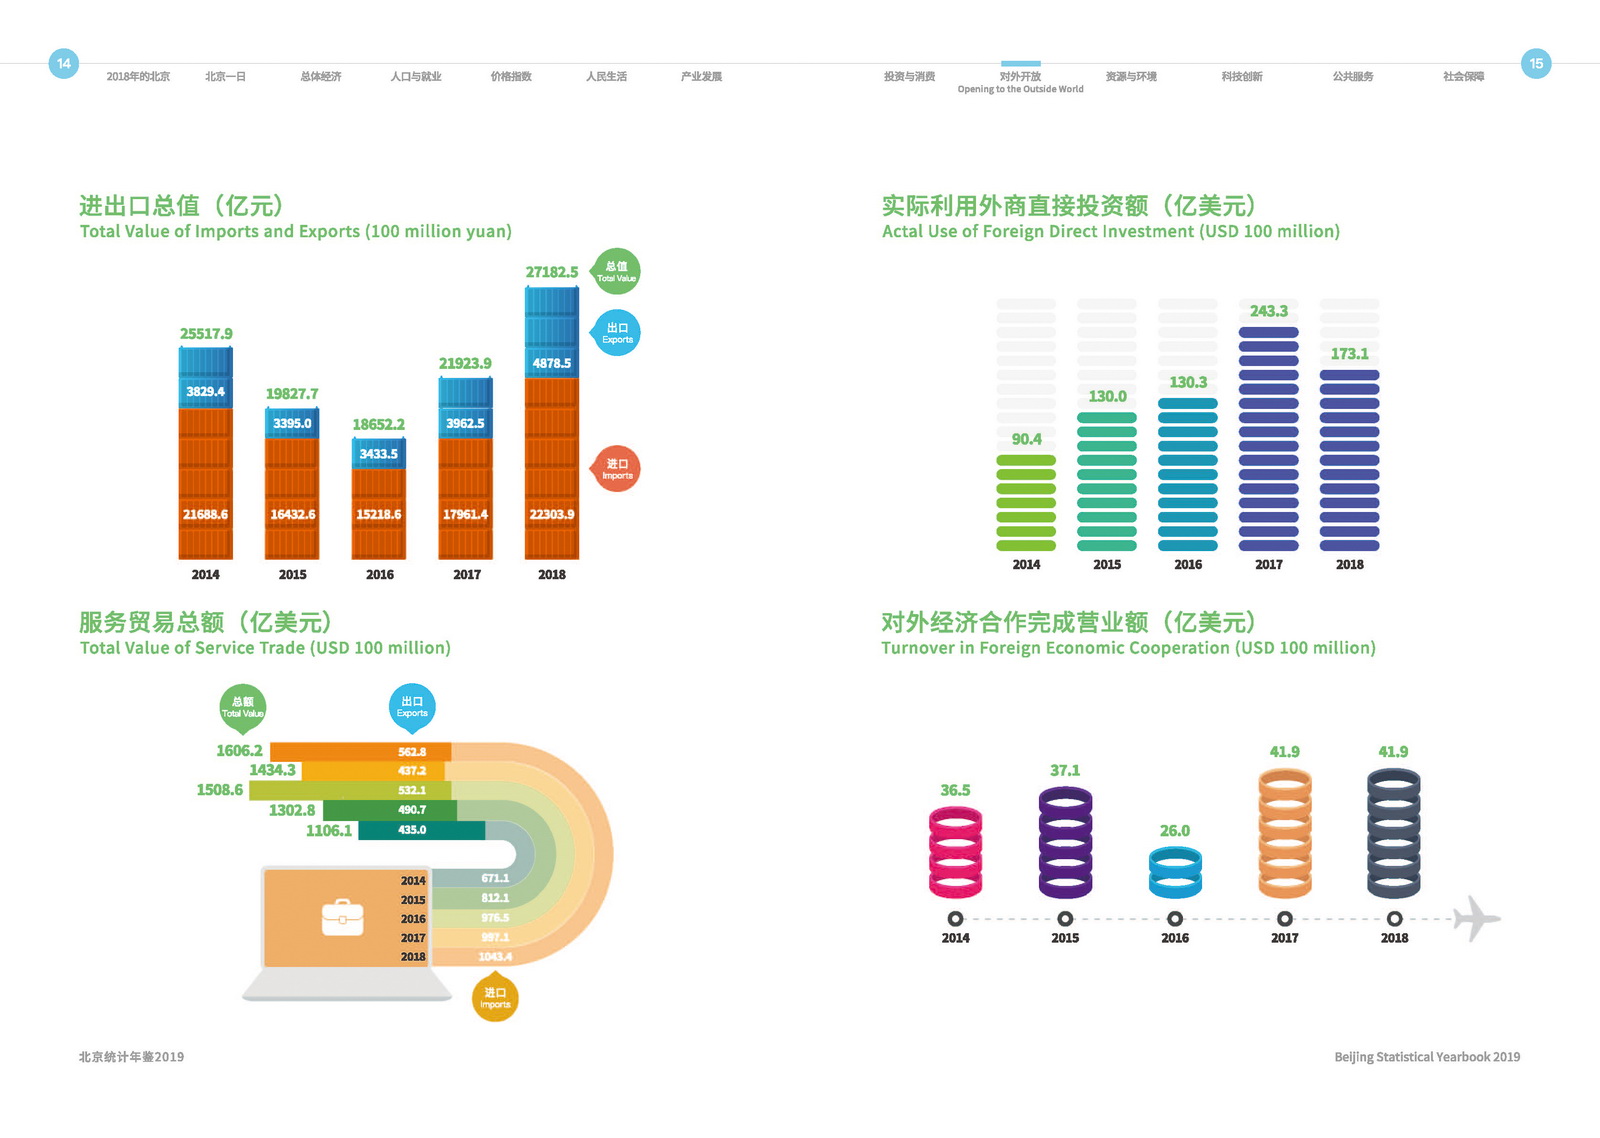 14
2018年的北京
北京一日
总体经济
人口与就业
价格指数
人民生活
产业发展
投资与消费
对外开放
Opening to the Outside World
资源与环境
科技创新
公共服务
社会保障
15
进出口总值（亿元）
Total Value of Imports and Exports (100 million yuan)
总值
Total Value
出口
Exports
进口
Imports
25517.9
3829.4
21688.6
2014
19827.7
3395.0
16432.6
2015
18652.2
3433.5
15218.6
2016
21923.9
3962.5
17961.4
2017
27182.5
4878.5
22303.9
2018
实际利用外商直接投资额（亿美元）
Actal Use of Foreign Direct Investment (USD 100 million)
90.4
130.0
130.3
243.3
173.1
2014
2015
2016
2017
2018
服务贸易总额（亿美元）
Total Value of Service Trade (USD 100 million)
总额
Total Value
出口
Exports
1606.2
562.8
1434.3
437.2
1508.6
532.1
1302.8
490.7
1106.1
435.0
2014
671.1
2015
812.1
2016
976.5
2017
997.1
2018
1043.4
进口
Imports
对外经济合作完成营业额（亿美元）
Turnover in Foreign Economic Cooperation (USD 100 million)
36.5
37.1
26.0
41.9
41.9
2014
2015
2016
2017
2018
北京统计年鉴2019
Beijing Statistical Yearbook 2019